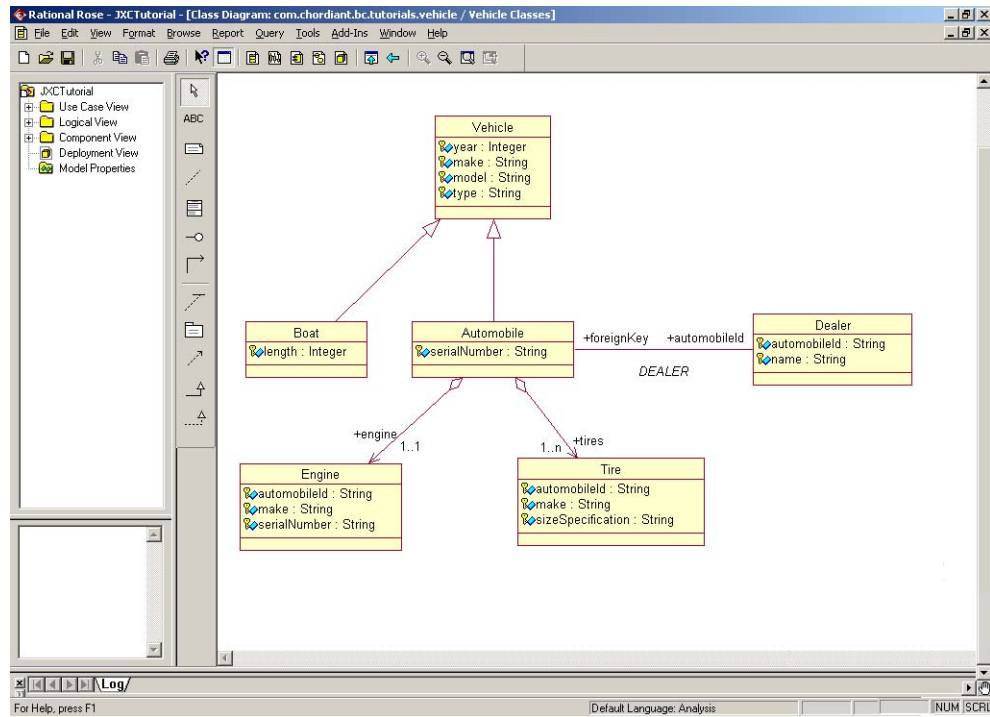 Rational Rose - JXCTutorial - [Class Diagram: com.chordiant.bc.tutorials.vehicle / Vehicle Classes]
File Edit View Format Browse Report Query Tools Add-Ins Window Help
JXCTutorial
Use Case View
Logical View
Component View
Deployment View
Model Properties
ABC
Vehicle
year : Integer
make : String
model : String
type : String
Boat
length : Integer
Automobile
serialNumber : String
+foreignKey +automobileId
DEALER
Dealer
automobileId : String
name : String
+engine
1..1
+tires
1..n
Engine
automobileId : String
make : String
serialNumber : String
Tire
automobileId : String
make : String
sizeSpecification : String
Log
For Help, press F1
Default Language: Analysis
NUM SCRL